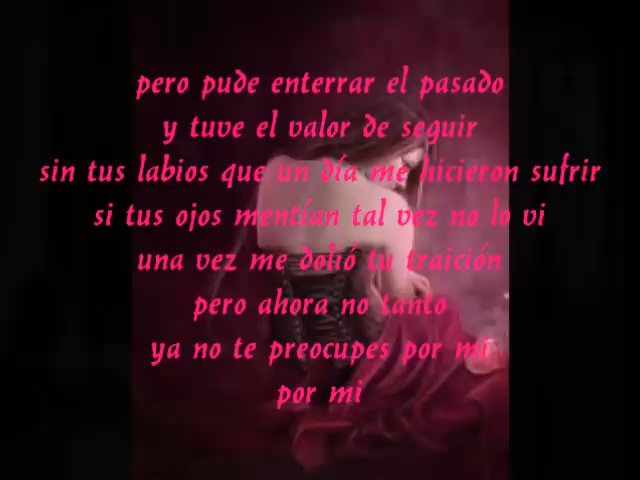 pero pude enterrar el pasado
y tuve el valor de seguir
sin tus labios que un día me hicieron sufrir
si tus ojos mentían tal vez no lo vi
una vez me dolió tu traición
pero ahora no tanto
ya no te preocupes por mi
por mi